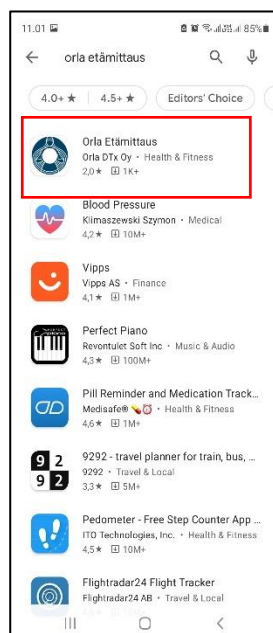 11.01 85%
orla etämittaus
4.0+ ★ 4.5+ ★ Editors' Choice
Orla Etämittaus
Orla DTx Oy • Health & Fitness
2,0★ 1K+
Blood Pressure
Klimaszewski Szymon • Medical
4,2★ 10M+
Vipps
Vipps AS • Finance
4,1★ 1M+
Perfect Piano
Revontulet Soft Inc • Music & Audio
4,3★ 100M+
Pill Reminder and Medication Track...
Medisafe® 💊⏰ • Health & Fitness
4,6★ 1M+
9 2
9 2
9292 - travel planner for train, bus, ...
9292 • Travel & Local
3,3★ 5M+
Pedometer - Free Step Counter App ...
ITO Technologies, Inc. • Health & Fitness
4,5★ 10M+
Flightradar24 Flight Tracker
Flightradar24 AB • Travel & Local